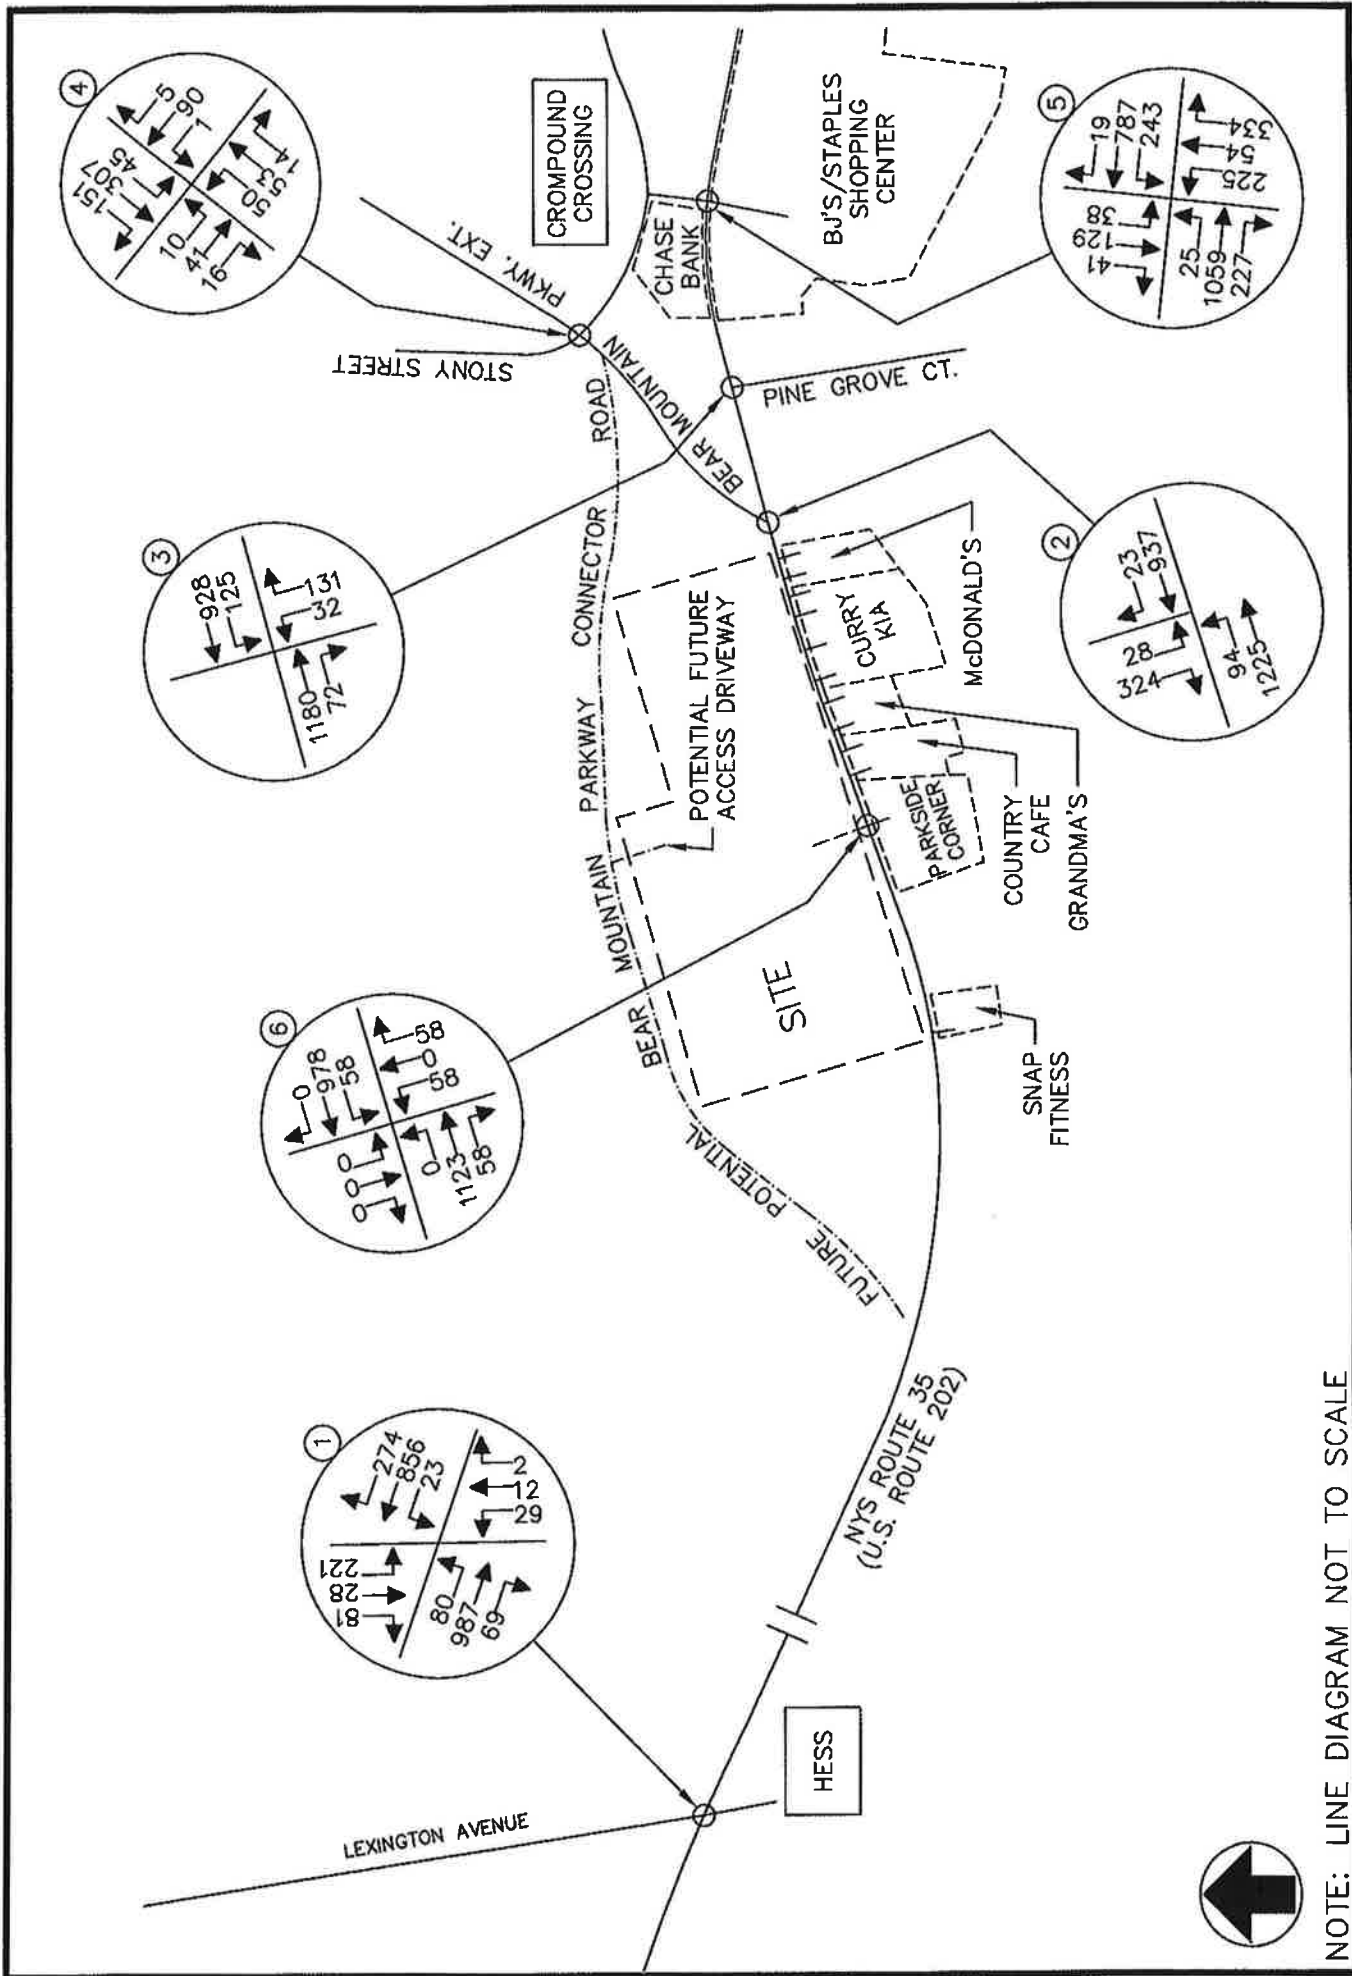 4
5
90
1
151
307
45
10
41
16
50
53
14
CROMPOUND
CROSSING
PKWY. EXT.
BEAR MOUNTAIN
STONY STREET
CHASE
BANK
BJ'S/STAPLES
SHOPPING
CENTER
5
19
787
243
38
129
41
25
1059
227
225
54
334
PINE GROVE CT.
3
928
125
1180
72
32
131
2
23
937
28
324
94
1225
FUTURE POTENTIAL BEAR MOUNTAIN PARKWAY CONNECTOR ROAD
POTENTIAL FUTURE
ACCESS DRIVEWAY
McDONALD'S
CURRY
KIA
GRANDMA'S
COUNTRY
CAFE
PARKSIDE
CORNER
SITE
SNAP
FITNESS
6
0
978
58
0
0
0
0
1123
58
58
0
58
1
274
856
23
221
28
81
80
987
69
29
12
2
NYS ROUTE 35
(U.S. ROUTE 202)
HESS
LEXINGTON AVENUE
NOTE: LINE DIAGRAM NOT TO SCALE